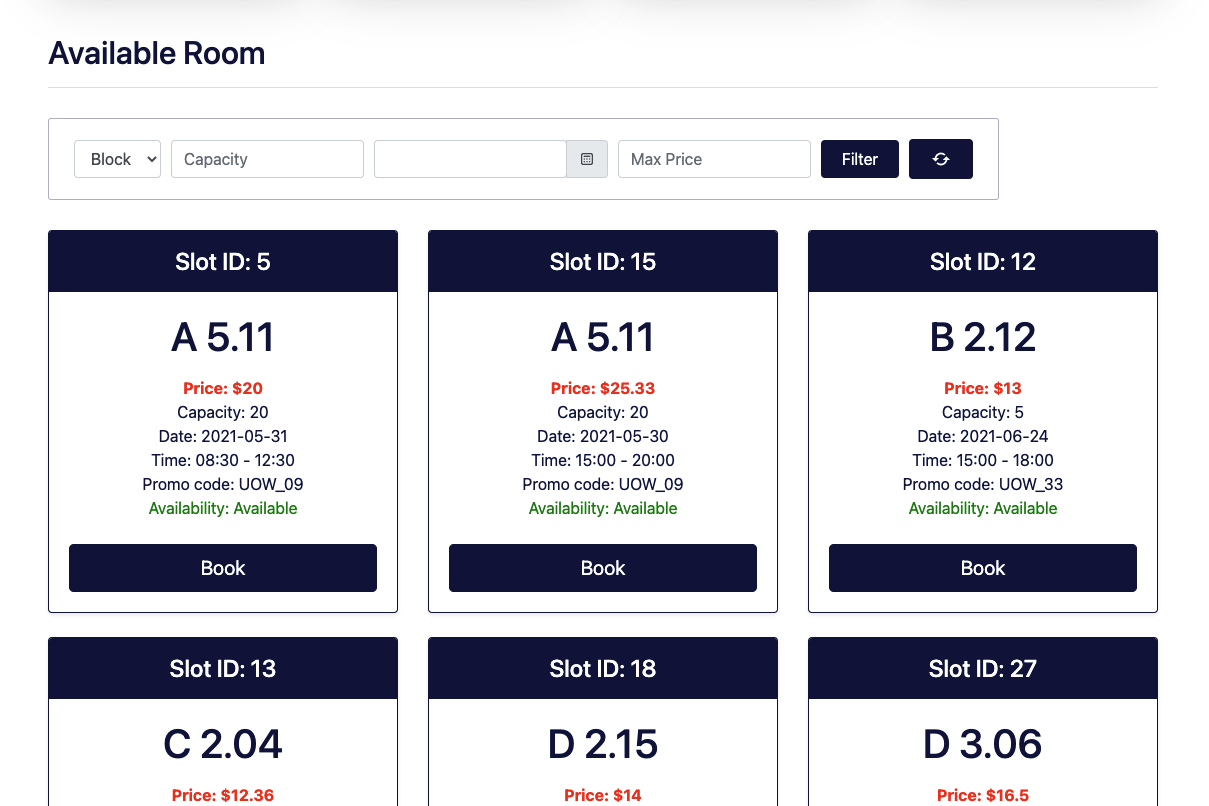 Available Room
Block Capacity Max Price Filter
Slot ID: 5
A 5.11
Price: $20
Capacity: 20
Date: 2021-05-31
Time: 08:30 - 12:30
Promo code: UOW_09
Availability: Available
Book
Slot ID: 15
A 5.11
Price: $25.33
Capacity: 20
Date: 2021-05-30
Time: 15:00 - 20:00
Promo code: UOW_09
Availability: Available
Book
Slot ID: 12
B 2.12
Price: $13
Capacity: 5
Date: 2021-06-24
Time: 15:00 - 18:00
Promo code: UOW_33
Availability: Available
Book
Slot ID: 13
C 2.04
Price: $12.36
Slot ID: 18
D 2.15
Price: $14
Slot ID: 27
D 3.06
Price: $16.5